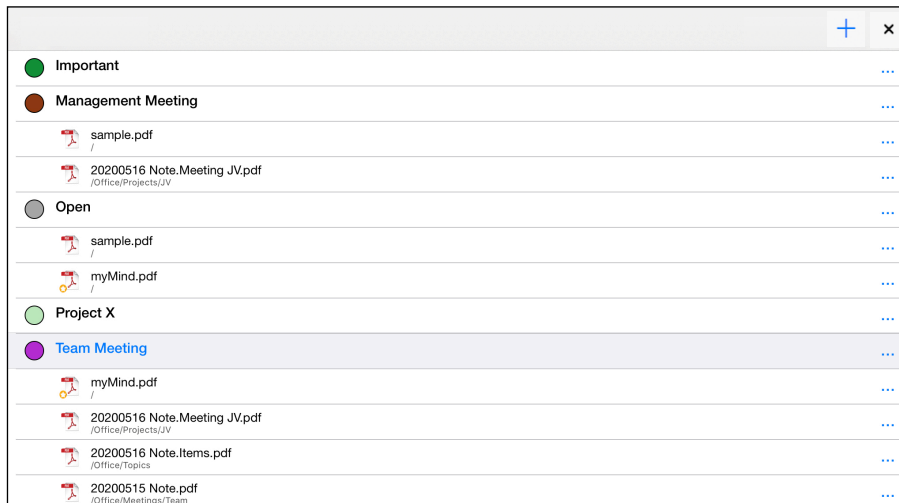 Important
...
Management Meeting
...
sample.pdf
/
...
20200516 Note.Meeting JV.pdf
/Office/Projects/JV
...
Open
...
sample.pdf
/
...
myMind.pdf
/
...
Project X
...
Team Meeting
...
myMind.pdf
/
...
20200516 Note.Meeting JV.pdf
/Office/Projects/JV
...
20200516 Note.Items.pdf
/Office/Topics
...
20200515 Note.pdf
/Office/Meetings/Team
...